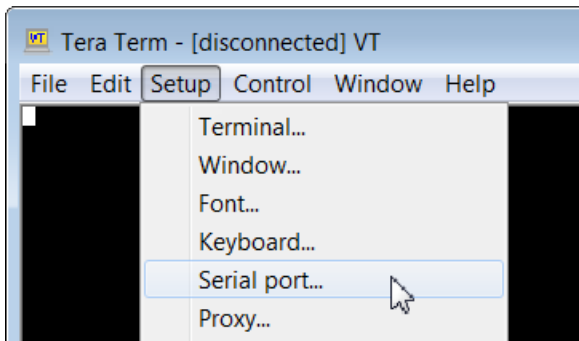 VT Tera Term - [disconnected] VT
File Edit Setup Control Window Help
Terminal...
Window...
Font...
Keyboard...
Serial port...
Proxy...